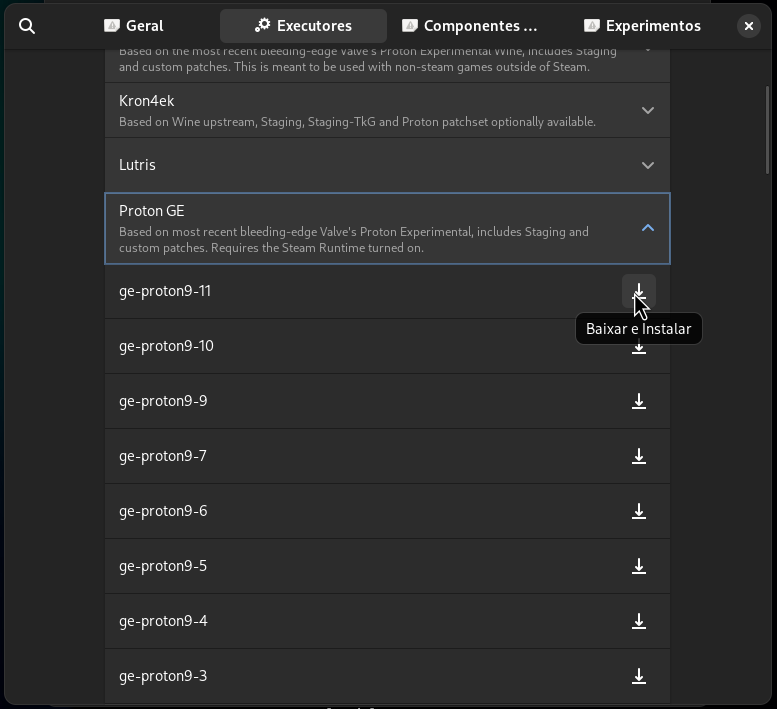 Geral
Executores
Componentes ...
Experimentos
Based on the most recent bleeding-edge Valve's Proton Experimental Wine, includes Staging
and custom patches. This is meant to be used with non-steam games outside of Steam.
Kron4ek
Based on Wine upstream, Staging, Staging-TkG and Proton patchset optionally available.
Lutris
Proton GE
Based on most recent bleeding-edge Valve's Proton Experimental, includes Staging and
custom patches. Requires the Steam Runtime turned on.
ge-proton9-11
Baixar e Instalar
ge-proton9-10
ge-proton9-9
ge-proton9-7
ge-proton9-6
ge-proton9-5
ge-proton9-4
ge-proton9-3